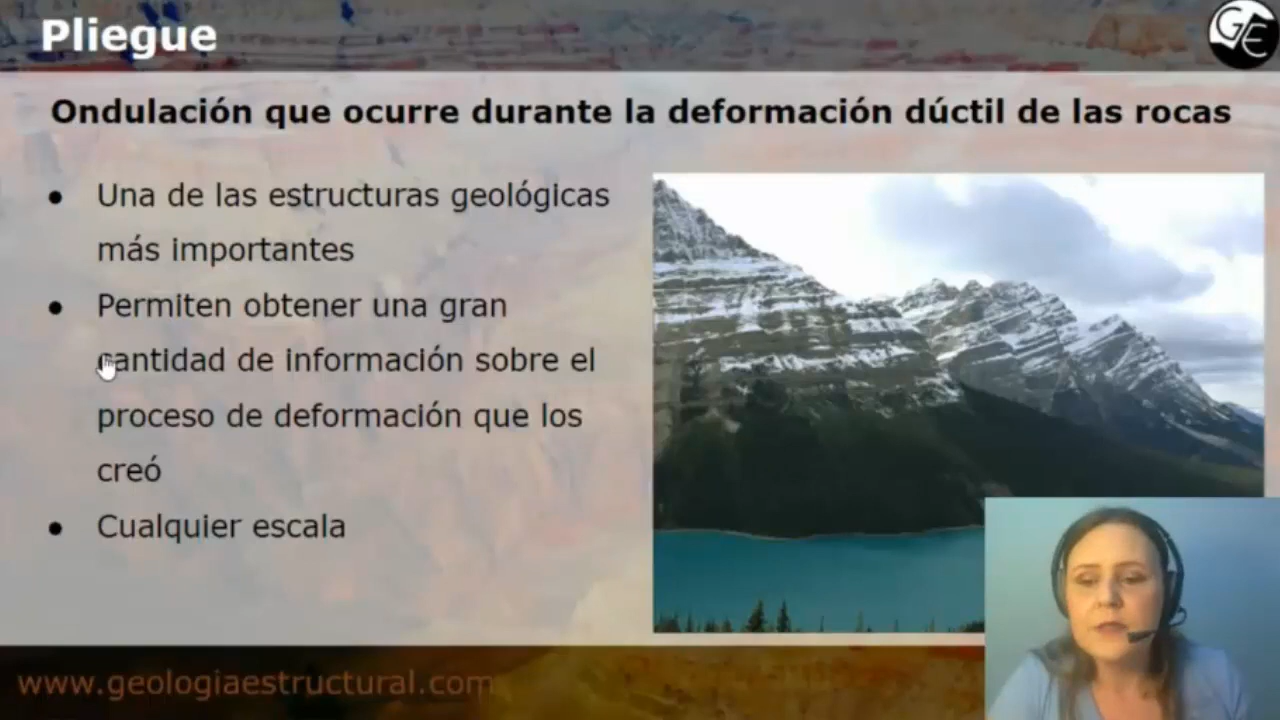 Pliegue
GE
Ondulación que ocurre durante la deformación dúctil de las rocas
Una de las estructuras geológicas
más importantes
Permiten obtener una gran
cantidad de información sobre el
proceso de deformación que los
creó
Cualquier escala
www.geologiaestructural.com